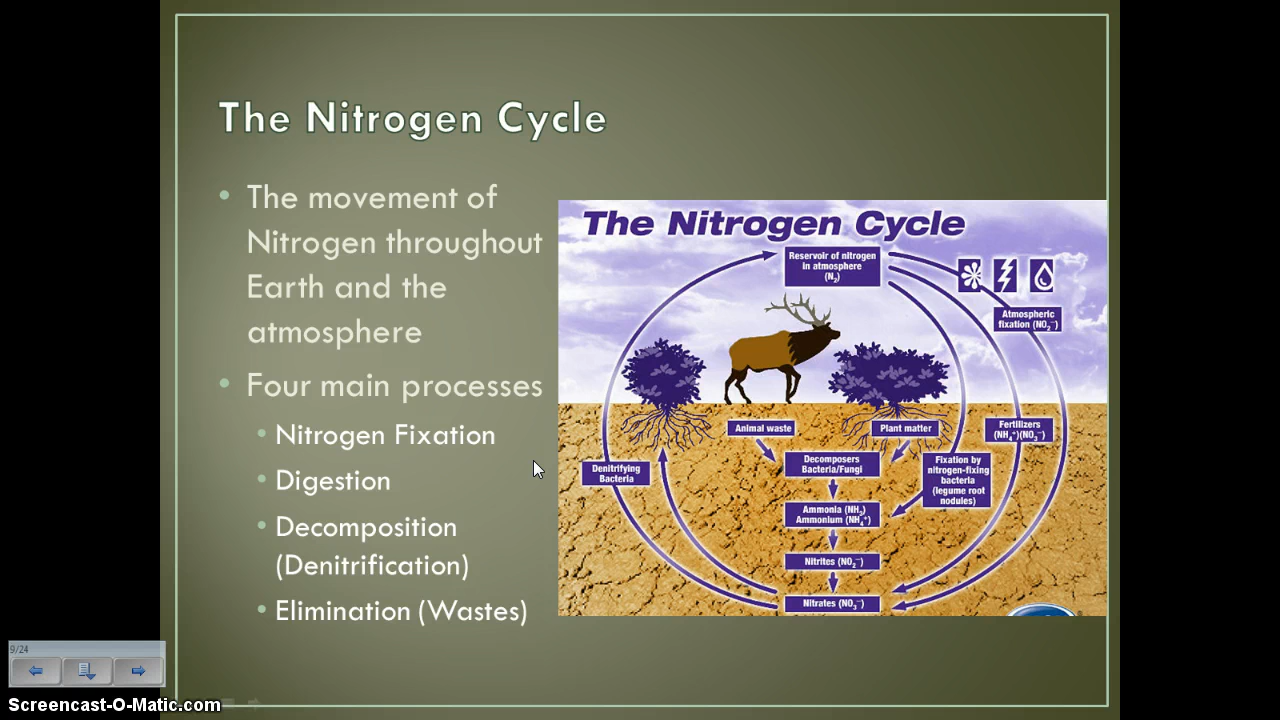 The Nitrogen Cycle
• The movement of
Nitrogen throughout
Earth and the
atmosphere
• Four main processes
• Nitrogen Fixation
• Digestion
• Decomposition
(Denitrification)
• Elimination (Wastes)
The Nitrogen Cycle
Reservoir of nitrogen
in atmosphere
(N₂)
Atmospheric
fixation (NO₂⁻)
Animal waste
Plant matter
Fertilizers
(NH₄⁺)(NO₃⁻)
Denitrifying
Bacteria
Decomposers
Bacteria/Fungi
Fixation by
nitrogen-fixing
bacteria
(legume root
nodules)
Ammonia (NH₃)
Ammonium (NH₄⁺)
Nitrites (NO₂⁻)
Nitrates (NO₃⁻)
9/24
Screencast-O-Matic.com